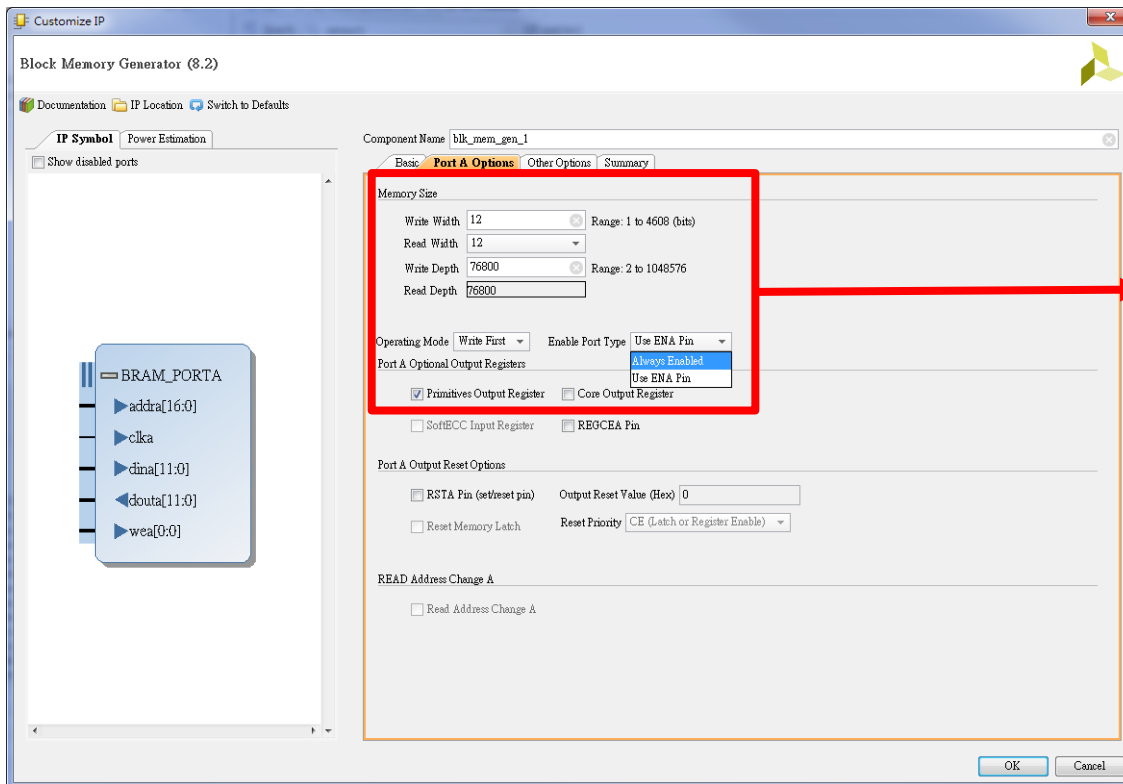 Customize IP
Block Memory Generator (8.2)
Documentation IP Location Switch to Defaults
IP Symbol Power Estimation
Show disabled ports
BRAM_PORTA
addra[16:0]
clka
dina[11:0]
douta[11:0]
wea[0:0]
Component Name blk_mem_gen_1
Basic Port A Options Other Options Summary
Memory Size
Write Width 12 Range: 1 to 4608 (bits)
Read Width 12
Write Depth 76800 Range: 2 to 1048576
Read Depth 76800
Operating Mode Write First Enable Port Type Use ENA Pin
Always Enabled
Use ENA Pin
Port A Optional Output Registers
Primitives Output Register Core Output Register
SoftECC Input Register REGCEA Pin
Port A Output Reset Options
RSTA Pin (set/reset pin) Output Reset Value (Hex) 0
Reset Memory Latch Reset Priority CE (Latch or Register Enable)
READ Address Change A
Read Address Change A
OK Cancel